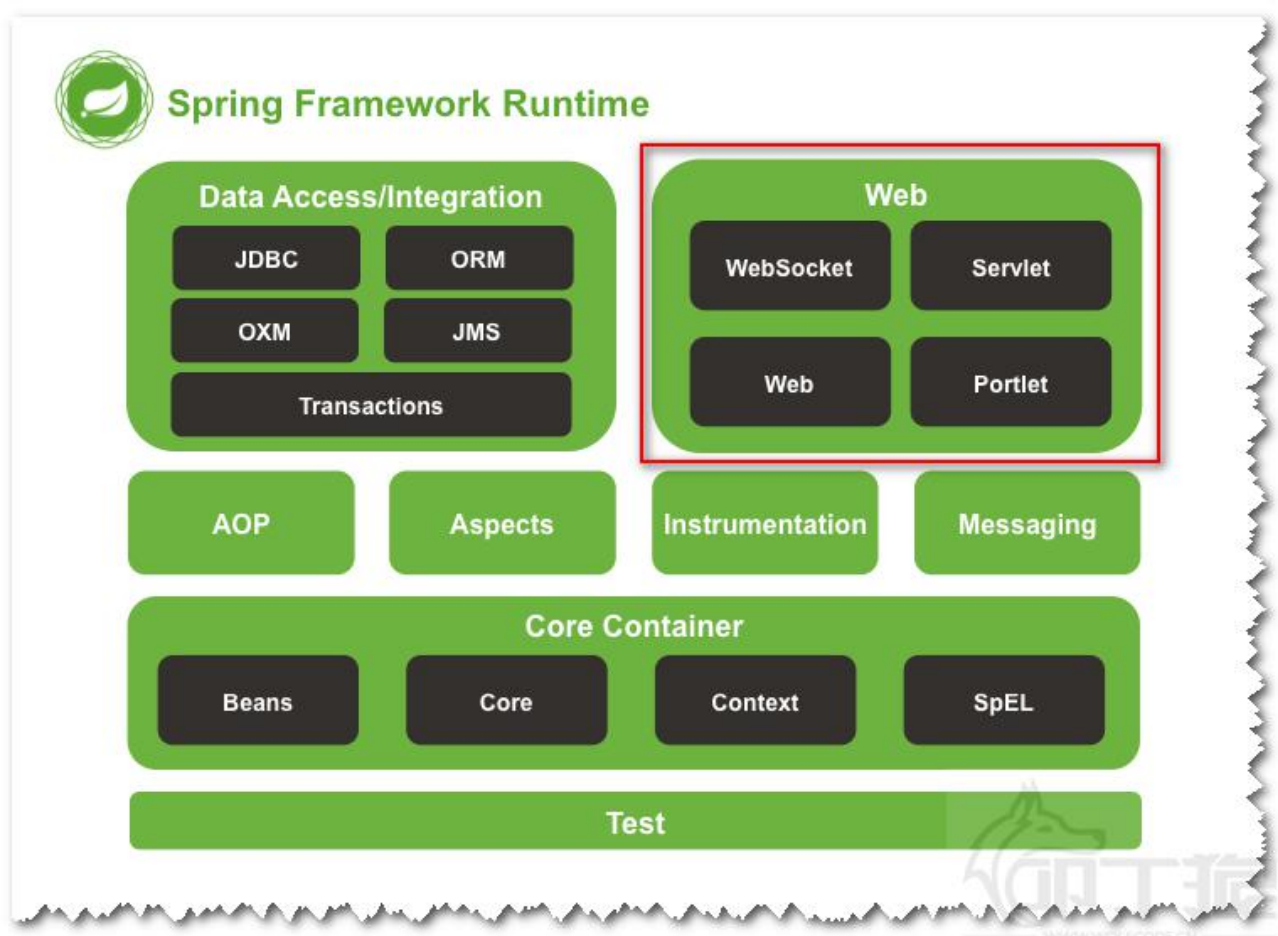 Spring Framework Runtime
Data Access/Integration
JDBC
ORM
OXM
JMS
Transactions
Web
WebSocket
Servlet
Web
Portlet
AOP
Aspects
Instrumentation
Messaging
Core Container
Beans
Core
Context
SpEL
Test